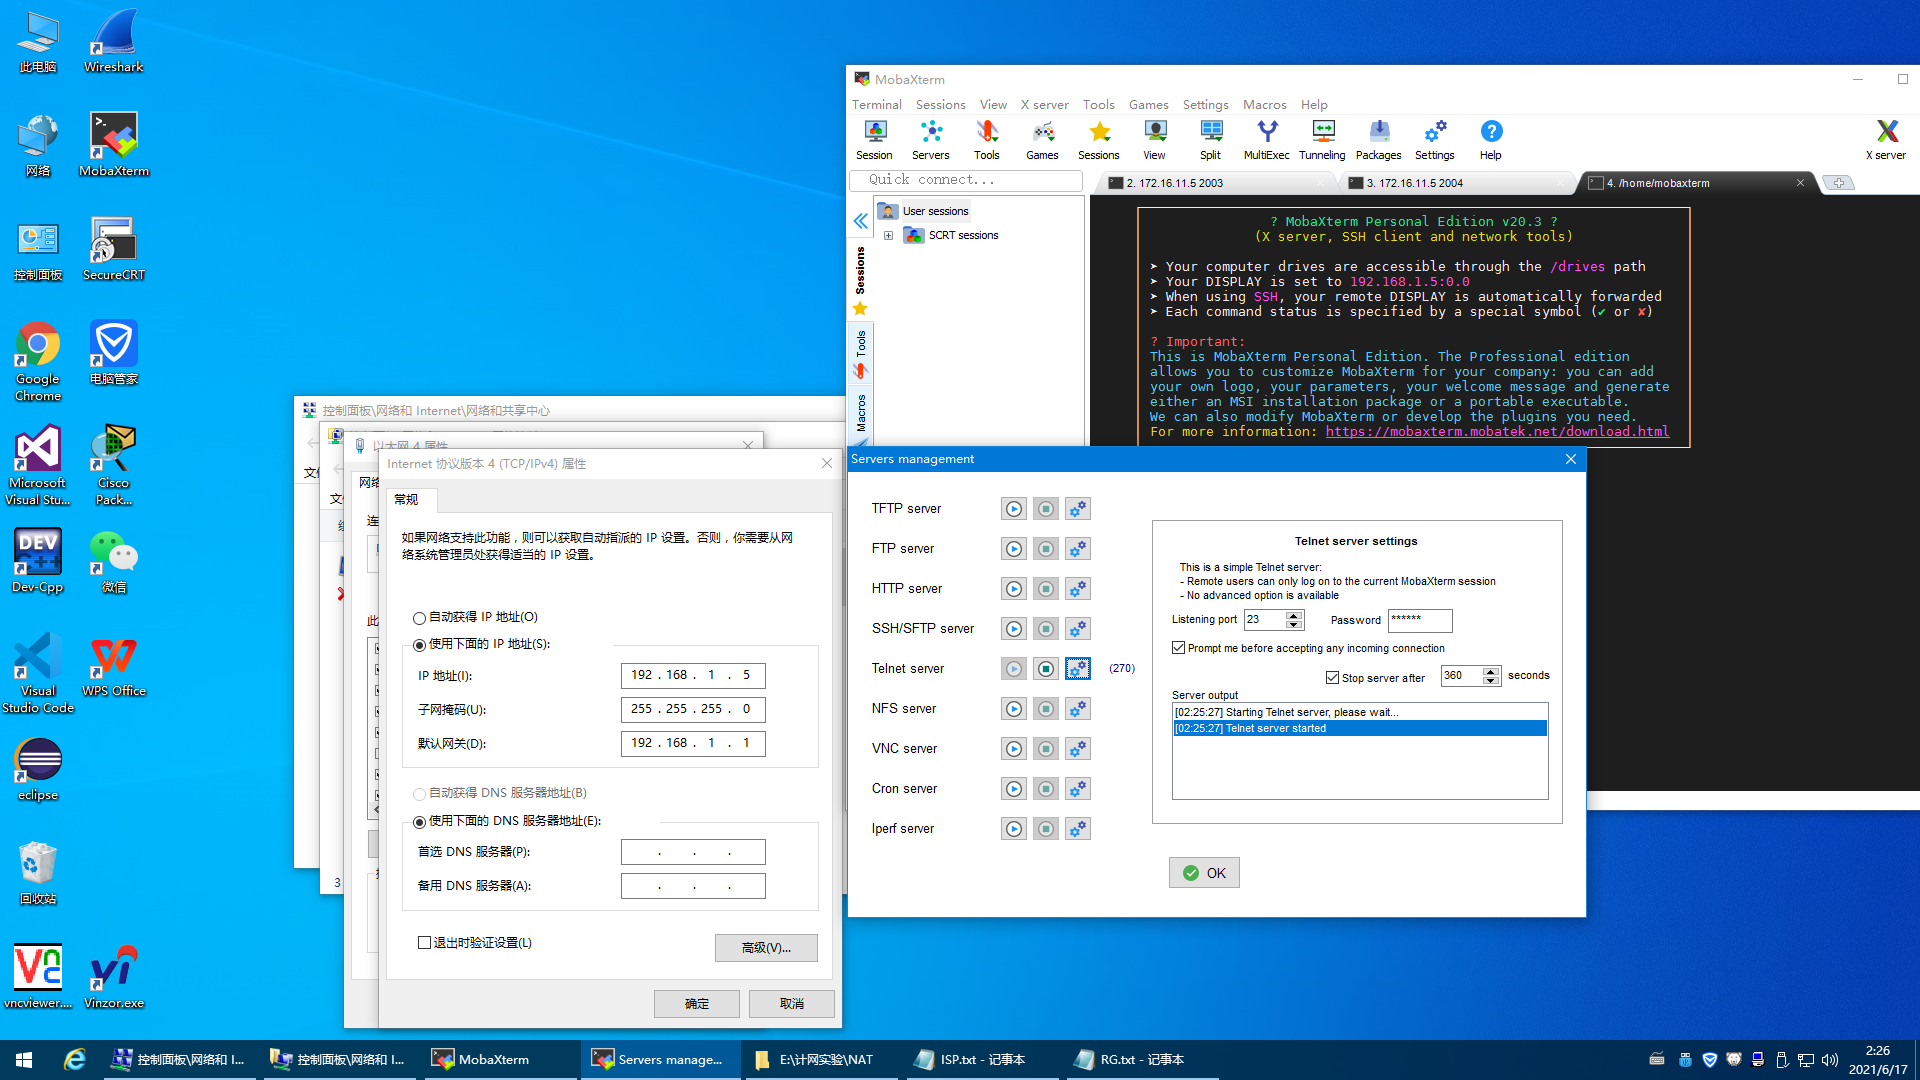 此电脑
Wireshark
网络
MobaXterm
控制面板
SecureCRT
Google
Chrome
电脑管家
Microsoft
Visual Stu...
Cisco
Pack...
DEV
C++
Dev-Cpp
微信
Visual
Studio Code
WPS Office
eclipse
回收站
vncviewer....
Vinzor.exe
控制面板\网络和 Internet\网络和共享中心
以太网 4 属性
Internet 协议版本 4 (TCP/IPv4) 属性
常规
如果网络支持此功能，则可以获取自动指派的 IP 设置。否则，你需要从网
络系统管理员处获得适当的 IP 设置。
自动获得 IP 地址(O)
使用下面的 IP 地址(S):
IP 地址(I): 192 . 168 . 1 . 5
子网掩码(U): 255 . 255 . 255 . 0
默认网关(D): 192 . 168 . 1 . 1
自动获得 DNS 服务器地址(B)
使用下面的 DNS 服务器地址(E):
首选 DNS 服务器(P): . . .
备用 DNS 服务器(A): . . .
退出时验证设置(L)
高级(V)...
确定 取消
MobaXterm
Terminal Sessions View X server Tools Games Settings Macros Help
Session Servers Tools Games Sessions View Split MultiExec Tunneling Packages Settings Help X server
Quick connect...
2. 172.16.11.5 2003
3. 172.16.11.5 2004
4. /home/mobaxterm
User sessions
SCRT sessions
Sessions
Tools
Macros
? MobaXterm Personal Edition v20.3 ?
(X server, SSH client and network tools)
➤ Your computer drives are accessible through the /drives path
➤ Your DISPLAY is set to 192.168.1.5:0.0
➤ When using SSH, your remote DISPLAY is automatically forwarded
➤ Each command status is specified by a special symbol (✔ or ✘)
? Important:
This is MobaXterm Personal Edition. The Professional edition
allows you to customize MobaXterm for your company: you can add
your own logo, your parameters, your welcome message and generate
either an MSI installation package or a portable executable.
We can also modify MobaXterm or develop the plugins you need.
For more information: https://mobaxterm.mobatek.net/download.html
Servers management
TFTP server
FTP server
HTTP server
SSH/SFTP server
Telnet server (270)
NFS server
VNC server
Cron server
Iperf server
Telnet server settings
This is a simple Telnet server:
- Remote users can only log on to the current MobaXterm session
- No advanced option is available
Listening port 23 Password ******
Prompt me before accepting any incoming connection
Stop server after 360 seconds
Server output
[02:25:27] Starting Telnet server, please wait...
[02:25:27] Telnet server started
OK
控制面板\网络和 I...
控制面板\网络和 I...
MobaXterm
Servers manage...
E:\计网实验\NAT
ISP.txt - 记事本
RG.txt - 记事本
2:26
2021/6/17